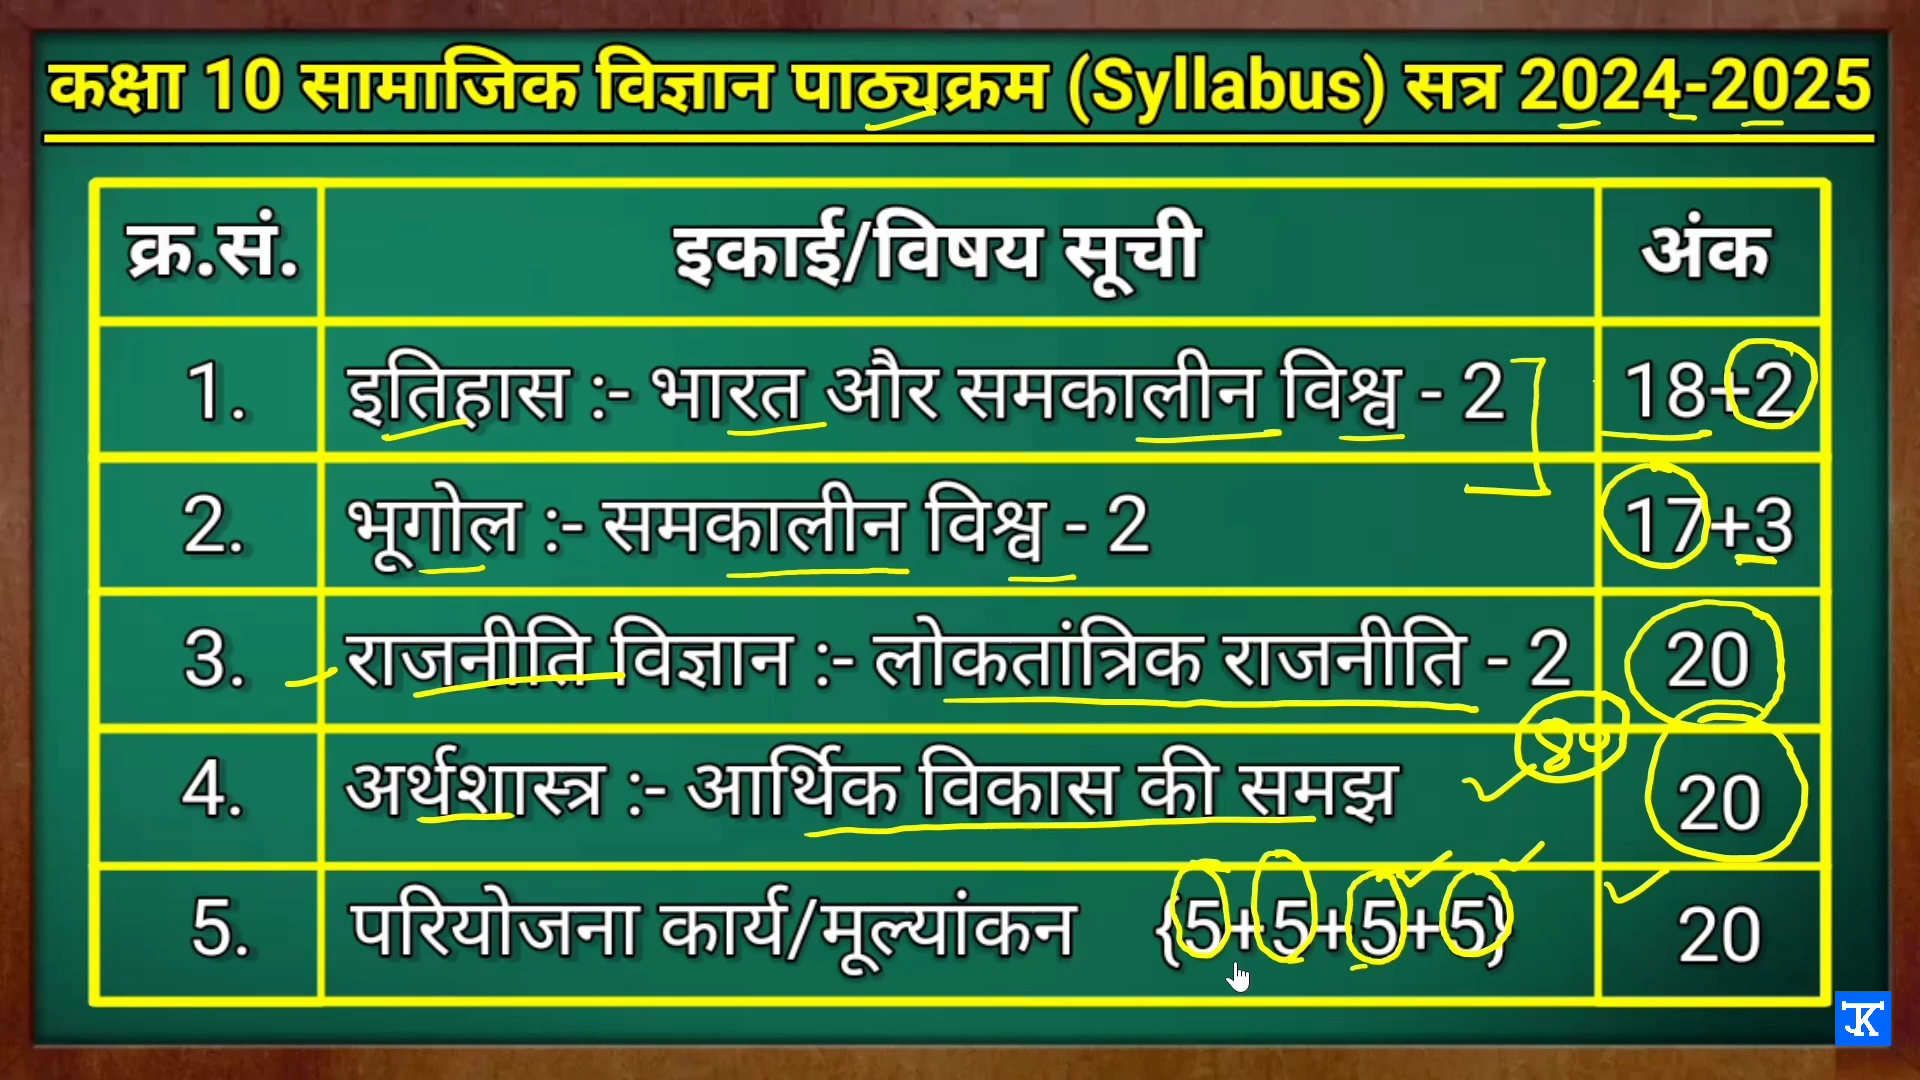 कक्षा 10 सामाजिक विज्ञान पाठ्यक्रम (Syllabus) सत्र 2024-2025
क्र.सं. इकाई/विषय सूची अंक
1. इतिहास :- भारत और समकालीन विश्व - 2 18+2
2. भूगोल :- समकालीन विश्व - 2 17+3
3. राजनीति विज्ञान :- लोकतांत्रिक राजनीति - 2 20
80
4. अर्थशास्त्र :- आर्थिक विकास की समझ 20
5. परियोजना कार्य/मूल्यांकन {5+5+5+5} 20
JK